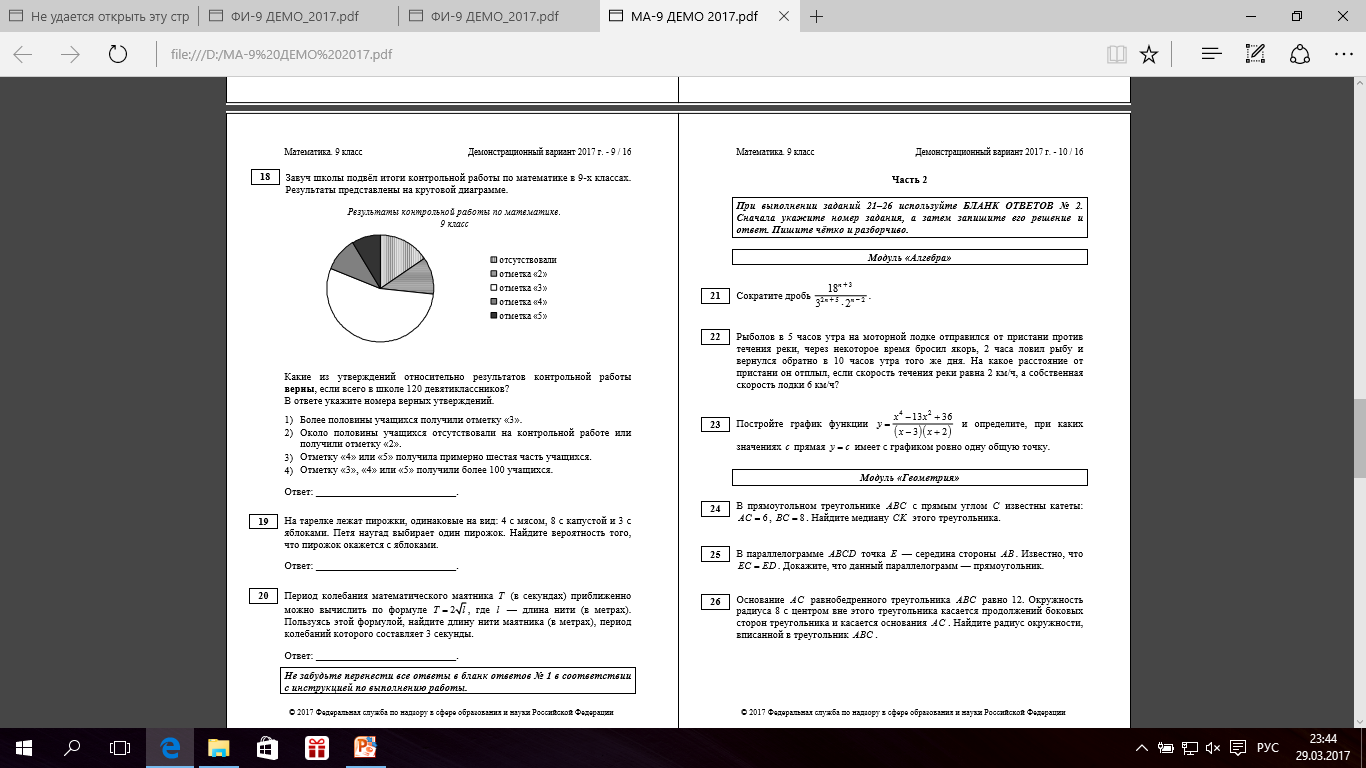 Не удается открыть эту стр
ФИ-9 ДЕМО_2017.pdf
ФИ-9 ДЕМО_2017.pdf
МА-9 ДЕМО 2017.pdf
file:///D:/МА-9%20ДЕМО%202017.pdf
Математика. 9 класс
Демонстрационный вариант 2017 г. - 9 / 16
18
Завуч школы подвёл итоги контрольной работы по математике в 9-х классах.
Результаты представлены на круговой диаграмме.
Результаты контрольной работы по математике.
9 класс
отсутствовали
отметка «2»
отметка «3»
отметка «4»
отметка «5»
Какие из утверждений относительно результатов контрольной работы
верны, если всего в школе 120 девятиклассников?
В ответе укажите номера верных утверждений.
1) Более половины учащихся получили отметку «3».
2) Около половины учащихся отсутствовали на контрольной работе или
получили отметку «2».
3) Отметку «4» или «5» получила примерно шестая часть учащихся.
4) Отметку «3», «4» или «5» получили более 100 учащихся.
Ответ: ____________________________.
19
На тарелке лежат пирожки, одинаковые на вид: 4 с мясом, 8 с капустой и 3 с
яблоками. Петя наугад выбирает один пирожок. Найдите вероятность того,
что пирожок окажется с яблоками.
Ответ: ____________________________.
20
Период колебания математического маятника T (в секундах) приближенно
можно вычислить по формуле T = 2√l, где l — длина нити (в метрах).
Пользуясь этой формулой, найдите длину нити маятника (в метрах), период
колебаний которого составляет 3 секунды.
Ответ: ____________________________.
Не забудьте перенести все ответы в бланк ответов № 1 в соответствии
с инструкцией по выполнению работы.
© 2017 Федеральная служба по надзору в сфере образования и науки Российской Федерации
Математика. 9 класс
Демонстрационный вариант 2017 г. - 10 / 16
Часть 2
При выполнении заданий 21–26 используйте БЛАНК ОТВЕТОВ № 2.
Сначала укажите номер задания, а затем запишите его решение и
ответ. Пишите чётко и разборчиво.
Модуль «Алгебра»
21
Сократите дробь 18^(n+3) / (3^(2n+5) · 2^(n−2)).
22
Рыболов в 5 часов утра на моторной лодке отправился от пристани против
течения реки, через некоторое время бросил якорь, 2 часа ловил рыбу и
вернулся обратно в 10 часов утра того же дня. На какое расстояние от
пристани он отплыл, если скорость течения реки равна 2 км/ч, а собственная
скорость лодки 6 км/ч?
23
Постройте график функции y = (x⁴ − 13x² + 36) / ((x − 3)(x + 2)) и определите, при каких
значениях c прямая y = c имеет с графиком ровно одну общую точку.
Модуль «Геометрия»
24
В прямоугольном треугольнике ABC с прямым углом C известны катеты:
AC = 6, BC = 8. Найдите медиану CK этого треугольника.
25
В параллелограмме ABCD точка E — середина стороны AB. Известно, что
EC = ED. Докажите, что данный параллелограмм — прямоугольник.
26
Основание AC равнобедренного треугольника ABC равно 12. Окружность
радиуса 8 с центром вне этого треугольника касается продолжений боковых
сторон треугольника и касается основания AC. Найдите радиус окружности,
вписанной в треугольник ABC.
© 2017 Федеральная служба по надзору в сфере образования и науки Российской Федерации
РУС
23:44
29.03.2017